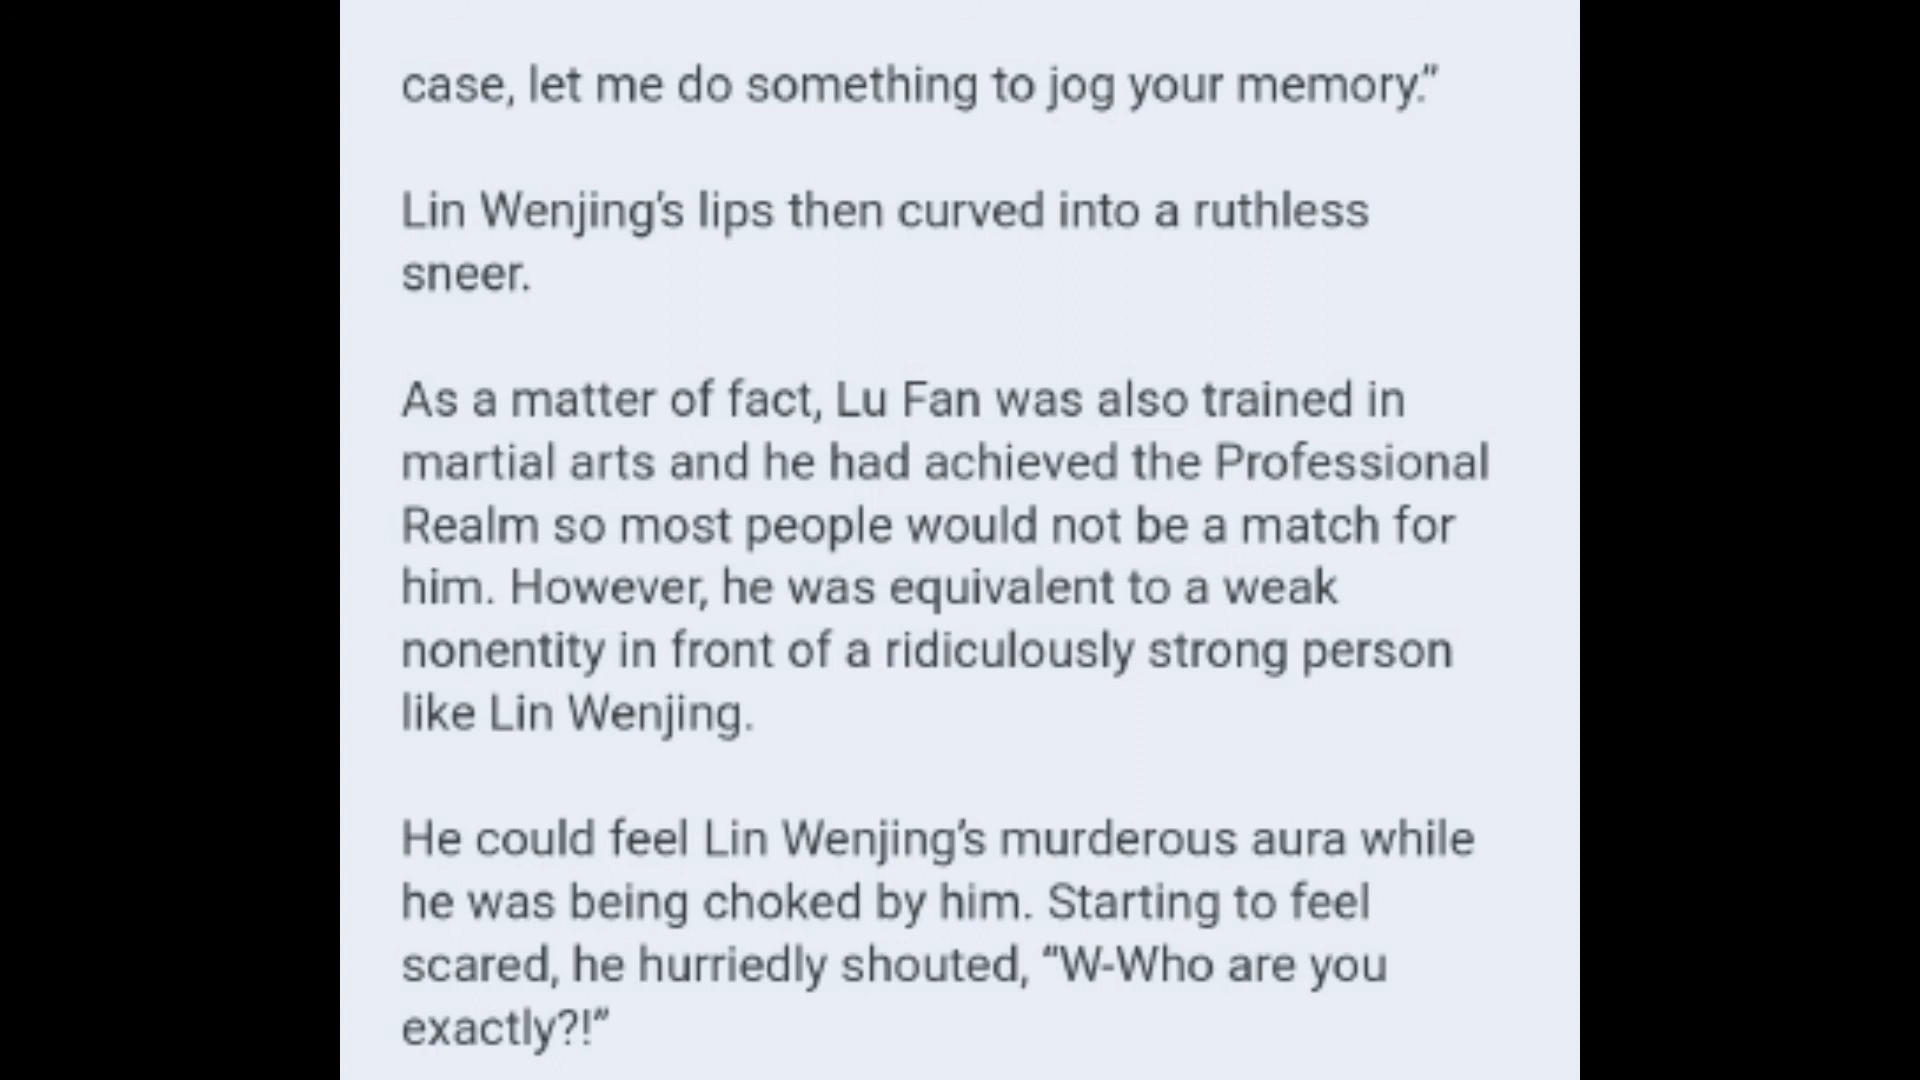 case, let me do something to jog your memory.”
Lin Wenjing’s lips then curved into a ruthless
sneer.
As a matter of fact, Lu Fan was also trained in
martial arts and he had achieved the Professional
Realm so most people would not be a match for
him. However, he was equivalent to a weak
nonentity in front of a ridiculously strong person
like Lin Wenjing.
He could feel Lin Wenjing’s murderous aura while
he was being choked by him. Starting to feel
scared, he hurriedly shouted, “W-Who are you
exactly?!”